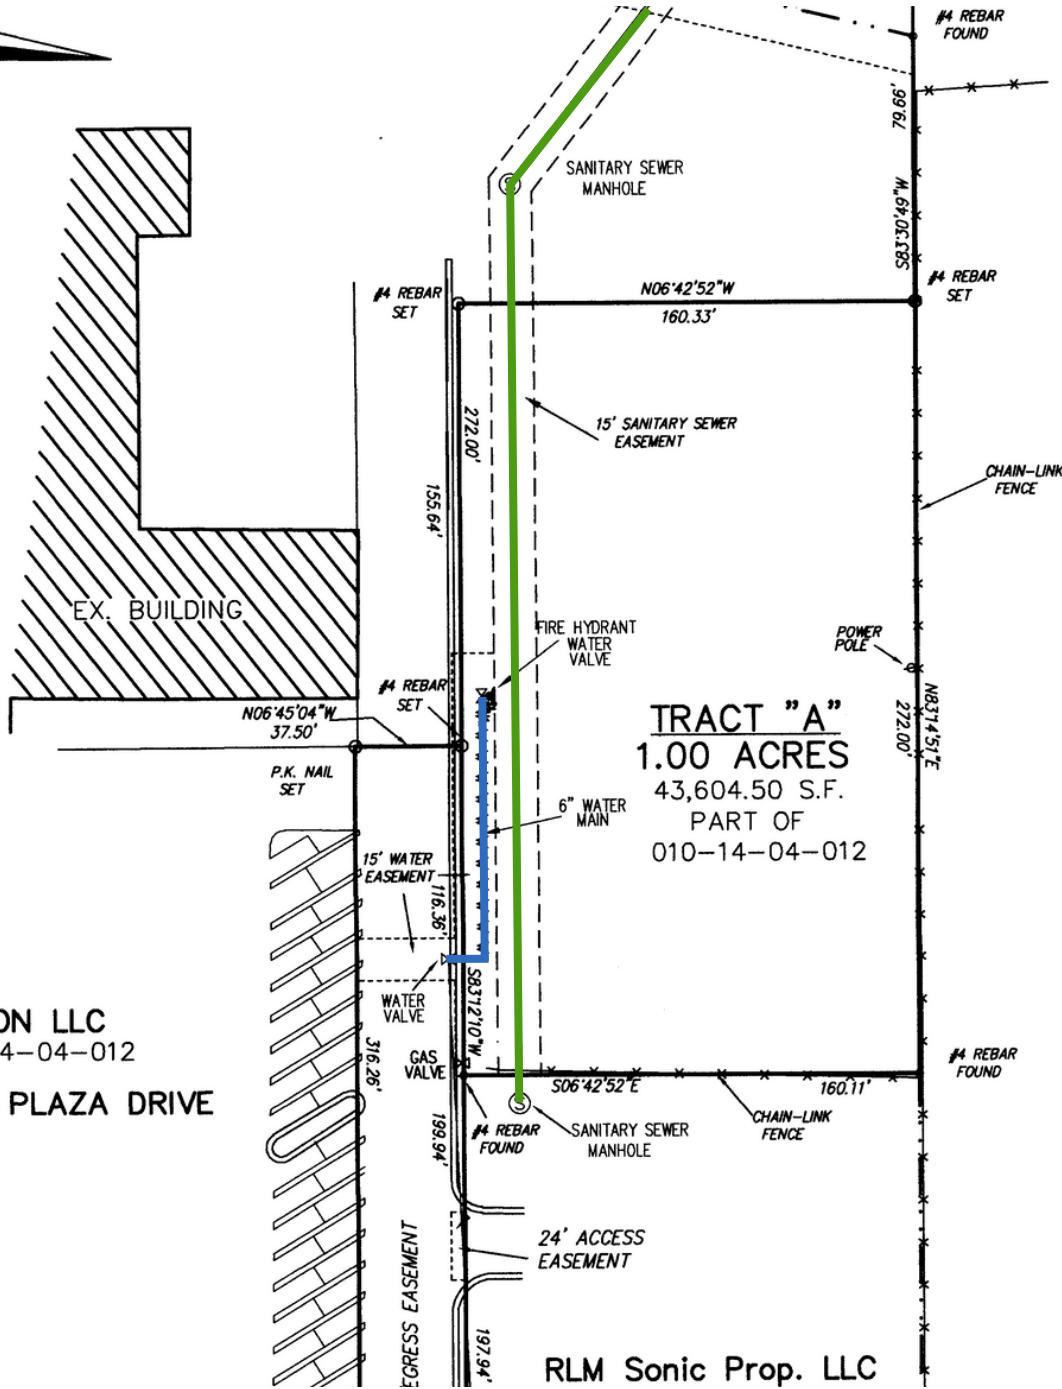 #4 REBAR
FOUND
79.99'
S83°30'49"W
SANITARY SEWER
MANHOLE
S
#4 REBAR
SET
N06°42'52"W
160.33'
#4 REBAR
SET
272.00'
15' SANITARY SEWER
EASEMENT
155.64'
CHAIN-LINK
FENCE
EX. BUILDING
FIRE HYDRANT
WATER
VALVE
POWER
POLE
#4 REBAR
SET
N06°45'04"W
37.50'
N83°14'51"E
272.00'
TRACT "A"
1.00 ACRES
43,604.50 S.F.
PART OF
010-14-04-012
P.K. NAIL
SET
6" WATER
MAIN
15' WATER
EASEMENT
116.36'
WATER
VALVE
S83°12'10"W
ON LLC
4-04-012
316.26'
GAS
VALVE
#4 REBAR
FOUND
S06°42'52"E
160.11'
PLAZA DRIVE
S
#4 REBAR
FOUND
SANITARY SEWER
MANHOLE
CHAIN-LINK
FENCE
199.94'
24' ACCESS
EASEMENT
EGRESS EASEMENT
197.94'
RLM Sonic Prop. LLC